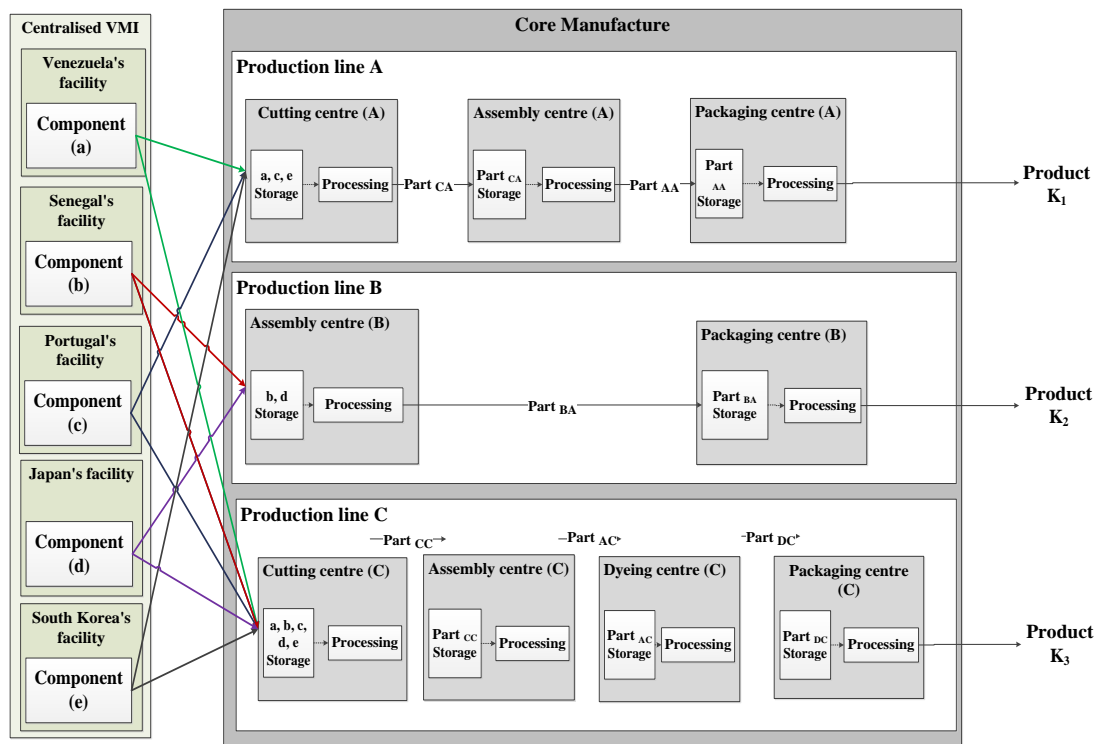 Centralised VMI
Venezuela's
facility
Component
(a)
Senegal's
facility
Component
(b)
Portugal's
facility
Component
(c)
Japan's facility
Component
(d)
South Korea's
facility
Component
(e)
Core Manufacture
Production line A
Cutting centre (A)
a, c, e
Storage
Processing
Part CA
Assembly centre (A)
Part CA
Storage
Processing
Part AA
Packaging centre (A)
Part
AA
Storage
Processing
Product
K1
Production line B
Assembly centre (B)
b, d
Storage
Processing
Part BA
Packaging centre (B)
Part BA
Storage
Processing
Product
K2
Production line C
Part CC
Part AC
Part DC
Cutting centre (C)
a, b, c,
d, e
Storage
Processing
Assembly centre (C)
Part CC
Storage
Processing
Dyeing centre (C)
Part AC
Storage
Processing
Packaging centre
(C)
Part DC
Storage
Processing
Product
K3